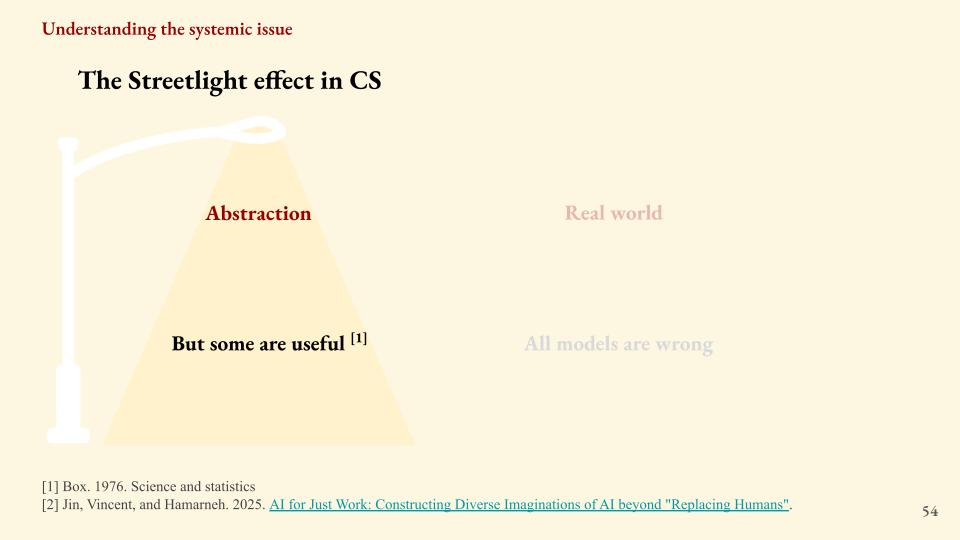 Understanding the systemic issue
The Streetlight effect in CS
Abstraction
Real world
But some are useful [1]
All models are wrong
[1] Box. 1976. Science and statistics
[2] Jin, Vincent, and Hamarneh. 2025. AI for Just Work: Constructing Diverse Imaginations of AI beyond "Replacing Humans".
54